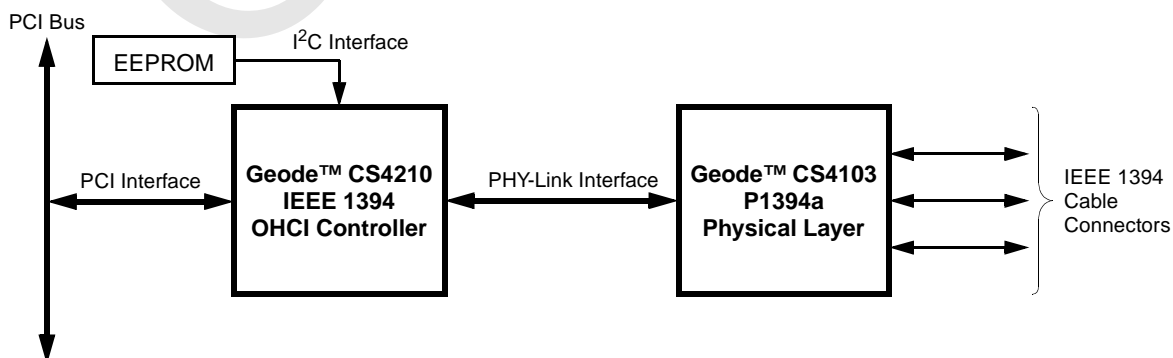 PCI Bus
I2C Interface
EEPROM
PCI Interface
Geode™ CS4210
IEEE 1394
OHCI Controller
PHY-Link Interface
Geode™ CS4103
P1394a
Physical Layer
IEEE 1394
Cable
Connectors